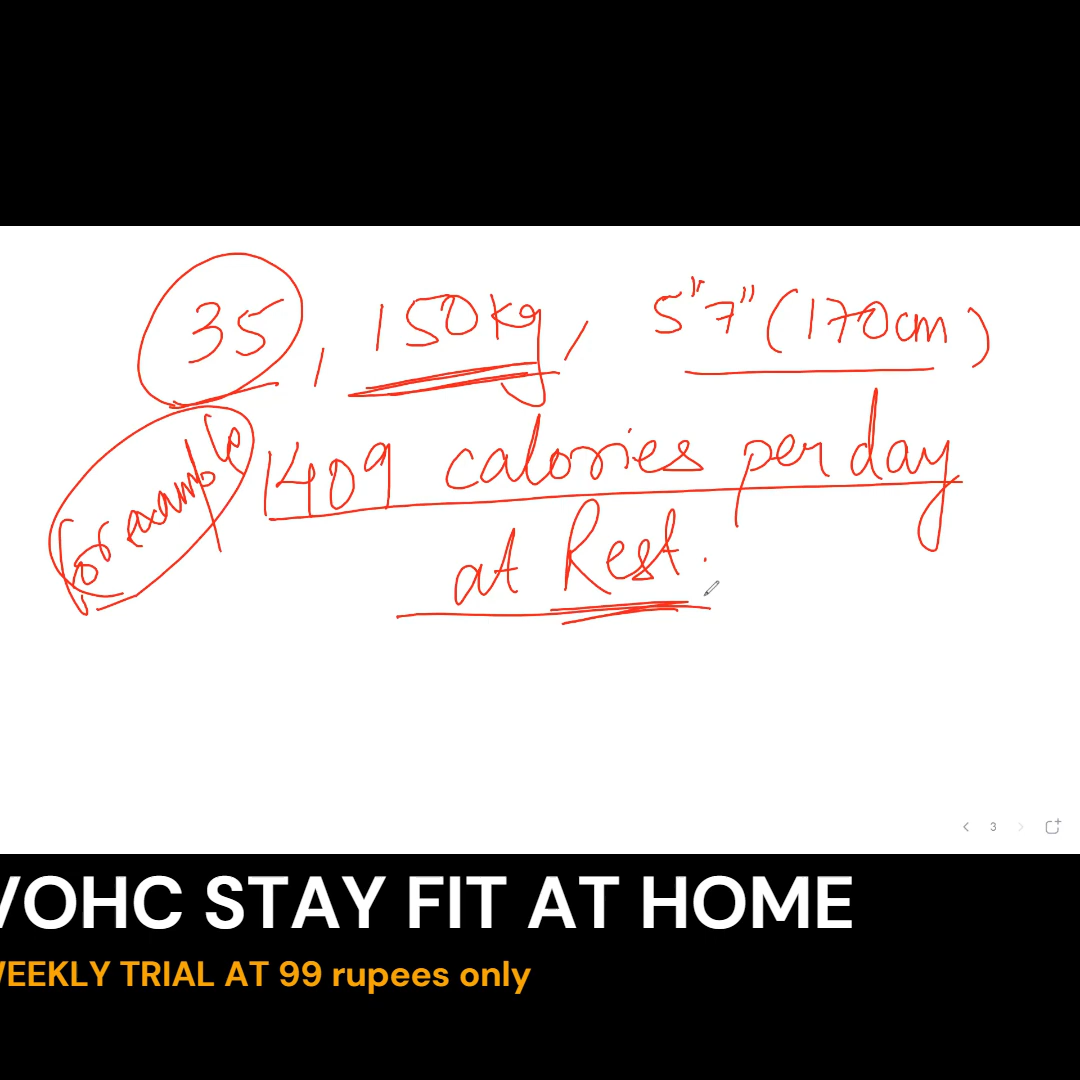 35, 150kg, 5"7" (170cm)
for example
1409 calories per day
at Rest.
3
VOHC STAY FIT AT HOME
WEEKLY TRIAL AT 99 rupees only